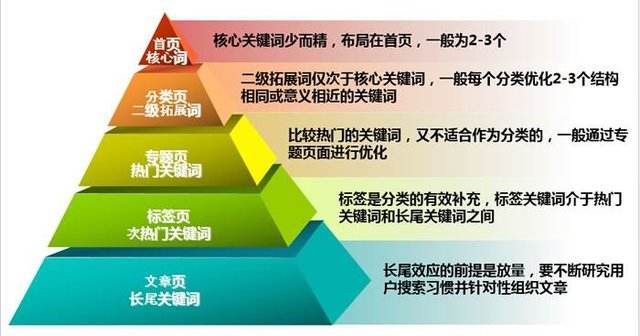 首页
核心词
核心关键词少而精，布局在首页，一般为2-3个
分类页
二级拓展词
二级拓展词仅次于核心关键词，一般每个分类优化2-3个结构
相同或意义相近的关键词
专题页
热门关键词
比较热门的关键词，又不适合作为分类的，一般通过专
题页面进行优化
标签页
次热门关键词
标签是分类的有效补充，标签关键词介于热门
关键词和长尾关键词之间
文章页
长尾关键词
长尾效应的前提是放量，要不断研究用
户搜索习惯并针对性组织文章